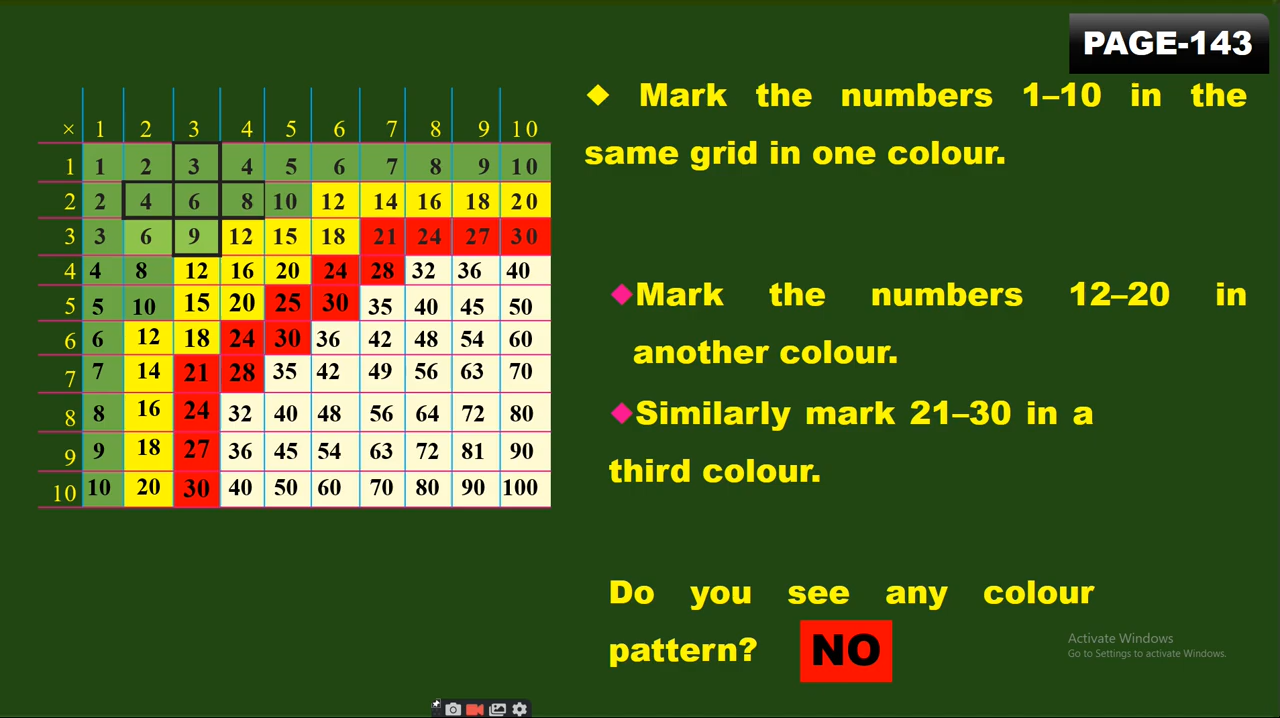 PAGE-143
× 1 2 3 4 5 6 7 8 9 10
1 1 2 3 4 5 6 7 8 9 10
2 2 4 6 8 10 12 14 16 18 20
3 3 6 9 12 15 18 21 24 27 30
4 4 8 12 16 20 24 28 32 36 40
5 5 10 15 20 25 30 35 40 45 50
6 6 12 18 24 30 36 42 48 54 60
7 7 14 21 28 35 42 49 56 63 70
8 8 16 24 32 40 48 56 64 72 80
9 9 18 27 36 45 54 63 72 81 90
10 10 20 30 40 50 60 70 80 90 100
◆ Mark the numbers 1–10 in the
same grid in one colour.
◆Mark the numbers 12–20 in
another colour.
◆Similarly mark 21–30 in a
third colour.
Do you see any colour
pattern? NO
Activate Windows
Go to Settings to activate Windows.